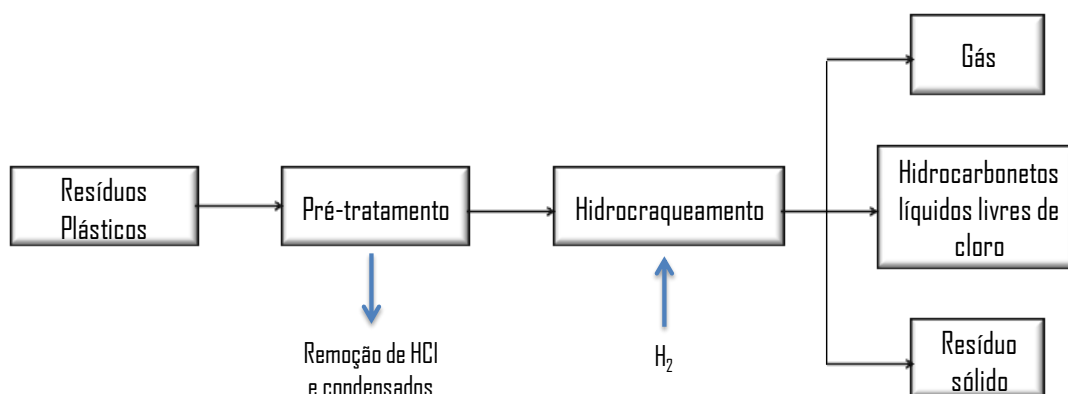 Gás
Resíduos
Plásticos
Pré-tratamento
Hidrocraqueamento
Hidrocarbonetos
líquidos livres de
cloro
Remoção de HCl
e condensados
H₂
Resíduo
sólido